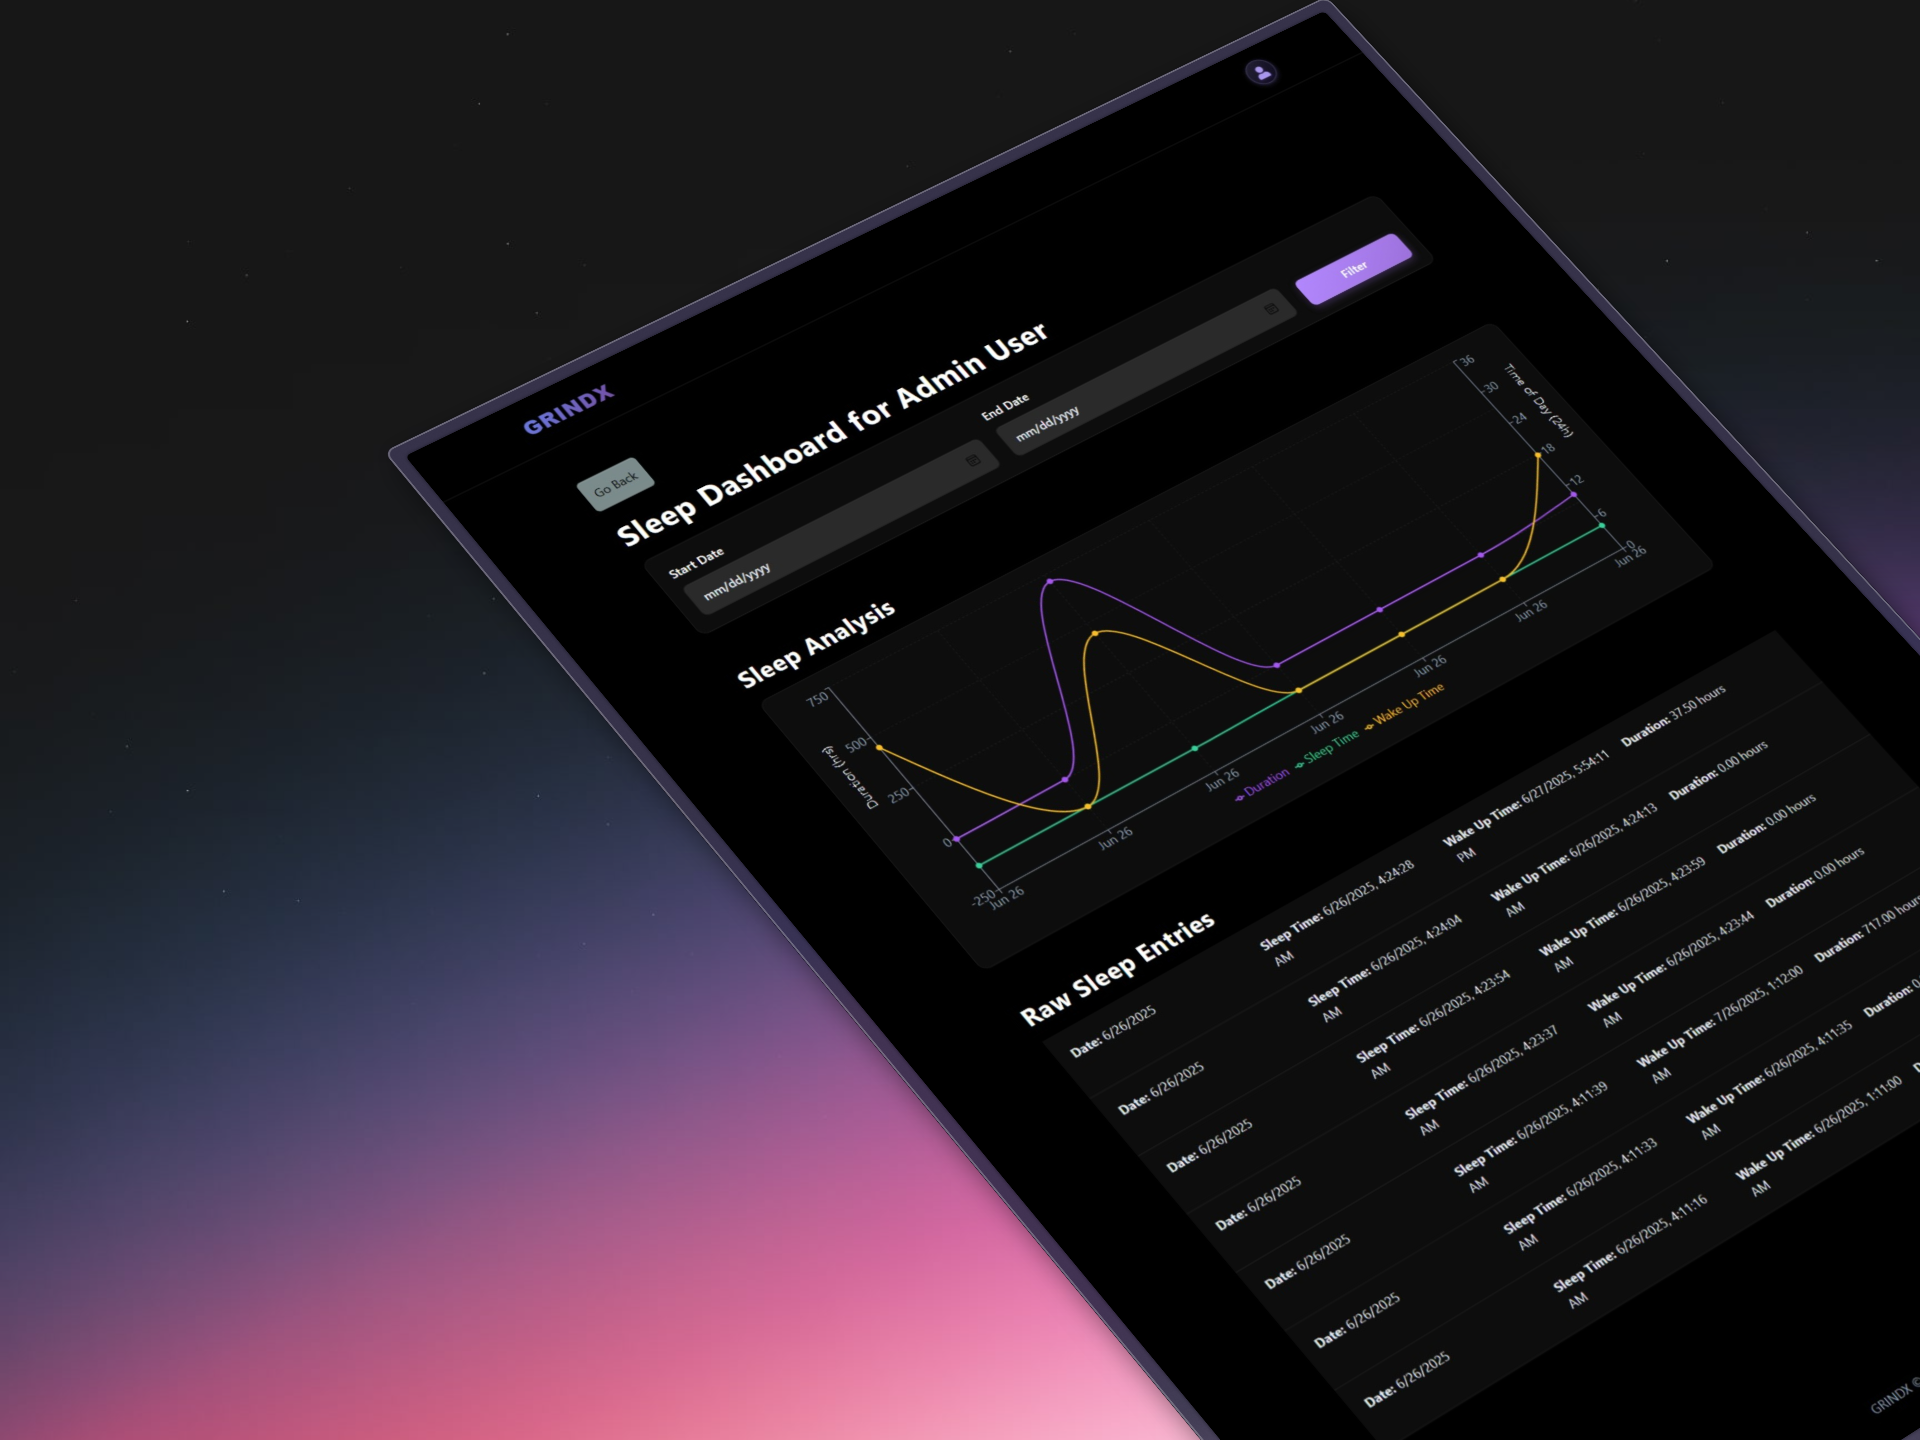 GRINDX
Go Back
Sleep Dashboard for Admin User
Start Date
mm/dd/yyyy
End Date
mm/dd/yyyy
Filter
Sleep Analysis
750
500
250
0
-250
Duration (hrs)
36
30
24
18
12
6
0
Time of Day (24h)
Jun 26
Jun 26
Jun 26
Jun 26
Jun 26
Jun 26
Jun 26
Duration
Sleep Time
Wake Up Time
Raw Sleep Entries
Date: 6/26/2025 Sleep Time: 6/26/2025, 4:24:28 AM Wake Up Time: 6/27/2025, 5:54:11 PM Duration: 37.50 hours
Date: 6/26/2025 Sleep Time: 6/26/2025, 4:24:04 AM Wake Up Time: 6/26/2025, 4:24:13 AM Duration: 0.00 hours
Date: 6/26/2025 Sleep Time: 6/26/2025, 4:23:54 AM Wake Up Time: 6/26/2025, 4:23:59 AM Duration: 0.00 hours
Date: 6/26/2025 Sleep Time: 6/26/2025, 4:23:37 AM Wake Up Time: 6/26/2025, 4:23:44 AM Duration: 0.00 hours
Date: 6/26/2025 Sleep Time: 6/26/2025, 4:11:39 AM Wake Up Time: 7/26/2025, 1:12:00 AM Duration: 717.00 hours
Date: 6/26/2025 Sleep Time: 6/26/2025, 4:11:33 AM Wake Up Time: 6/26/2025, 4:11:35 AM Duration:
Date: 6/26/2025 Sleep Time: 6/26/2025, 4:11:16 AM Wake Up Time: 6/26/2025, 1:11:00 AM
GRINDX ©